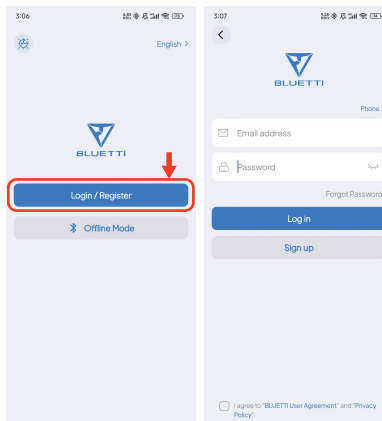 3:06
English >
BLUETTI
Login / Register
Offline Mode
3:07
BLUETTI
Phone
Email address
Password
Forgot Password
Log in
Sign up
I agree to "BLUETTI User Agreement" and "Privacy
Policy".